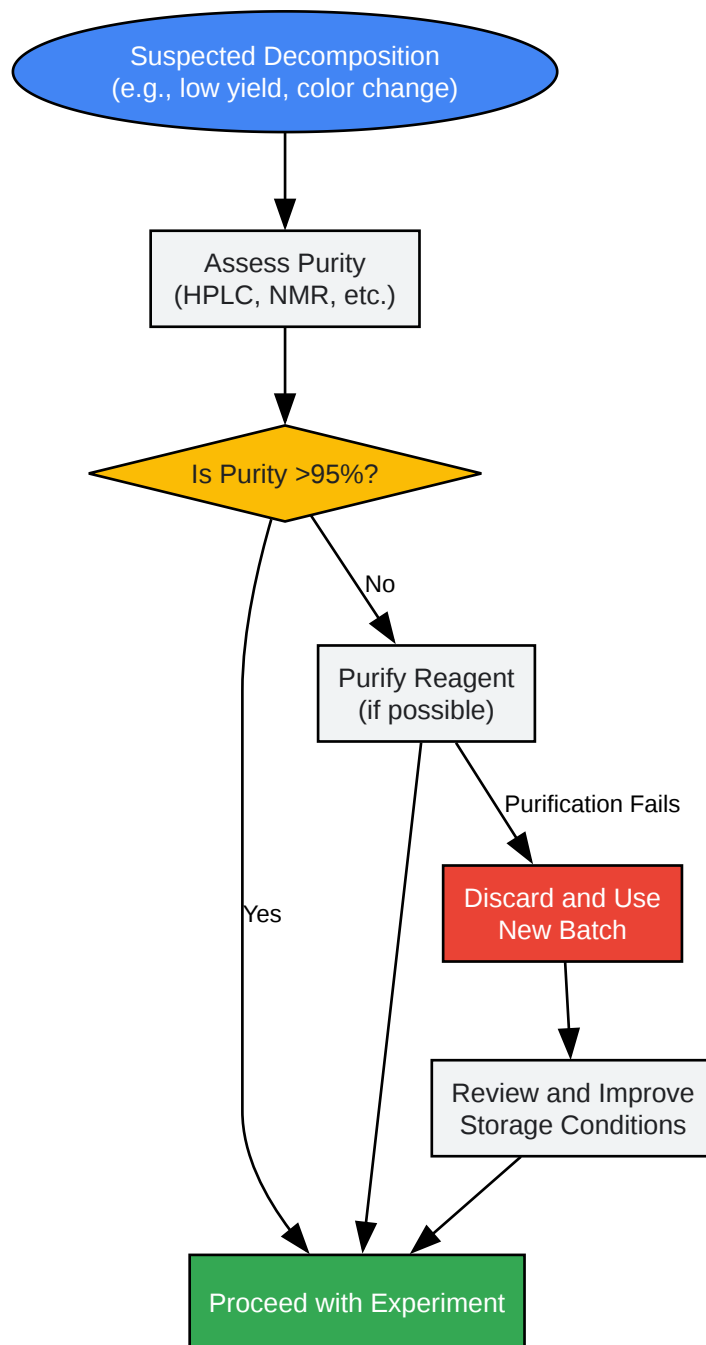 Suspected Decomposition
(e.g., low yield, color change)
Assess Purity
(HPLC, NMR, etc.)
Is Purity >95%?
No
Purify Reagent
(if possible)
Purification Fails
Discard and Use
New Batch
Yes
Review and Improve
Storage Conditions
Proceed with Experiment